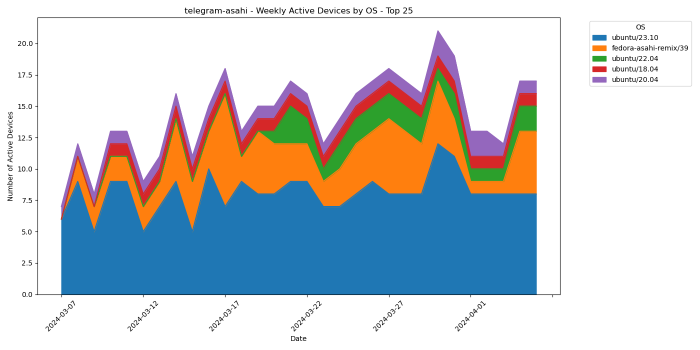 telegram-asahi - Weekly Active Devices by OS - Top 25
Number of Active Devices
20.0
17.5
15.0
12.5
10.0
7.5
5.0
2.5
0.0
2024-03-07
2024-03-12
2024-03-17
2024-03-22
2024-03-27
2024-04-01
Date
OS
ubuntu/23.10
fedora-asahi-remix/39
ubuntu/22.04
ubuntu/18.04
ubuntu/20.04